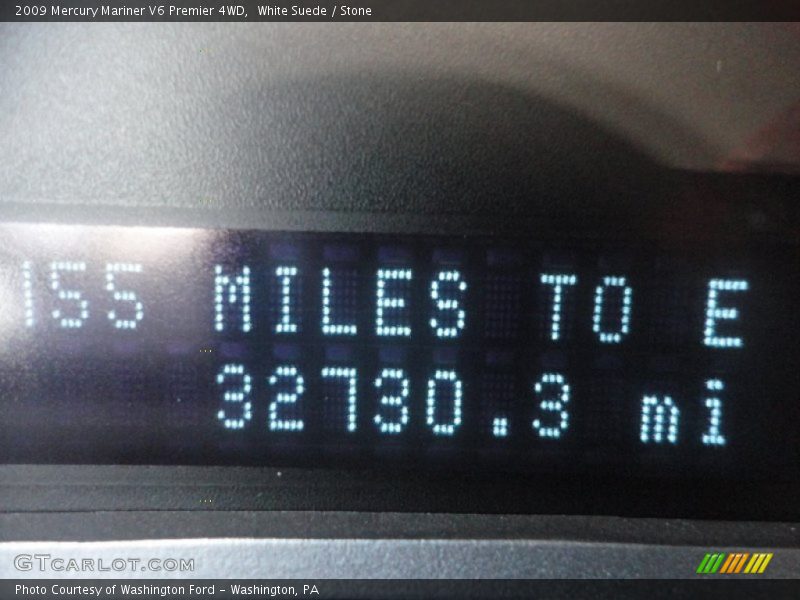 2009 Mercury Mariner V6 Premier 4WD,  White Suede / Stone
155 MILES TO E
32730.3 mi
GTCARLOT.COM
Photo Courtesy of Washington Ford – Washington, PA